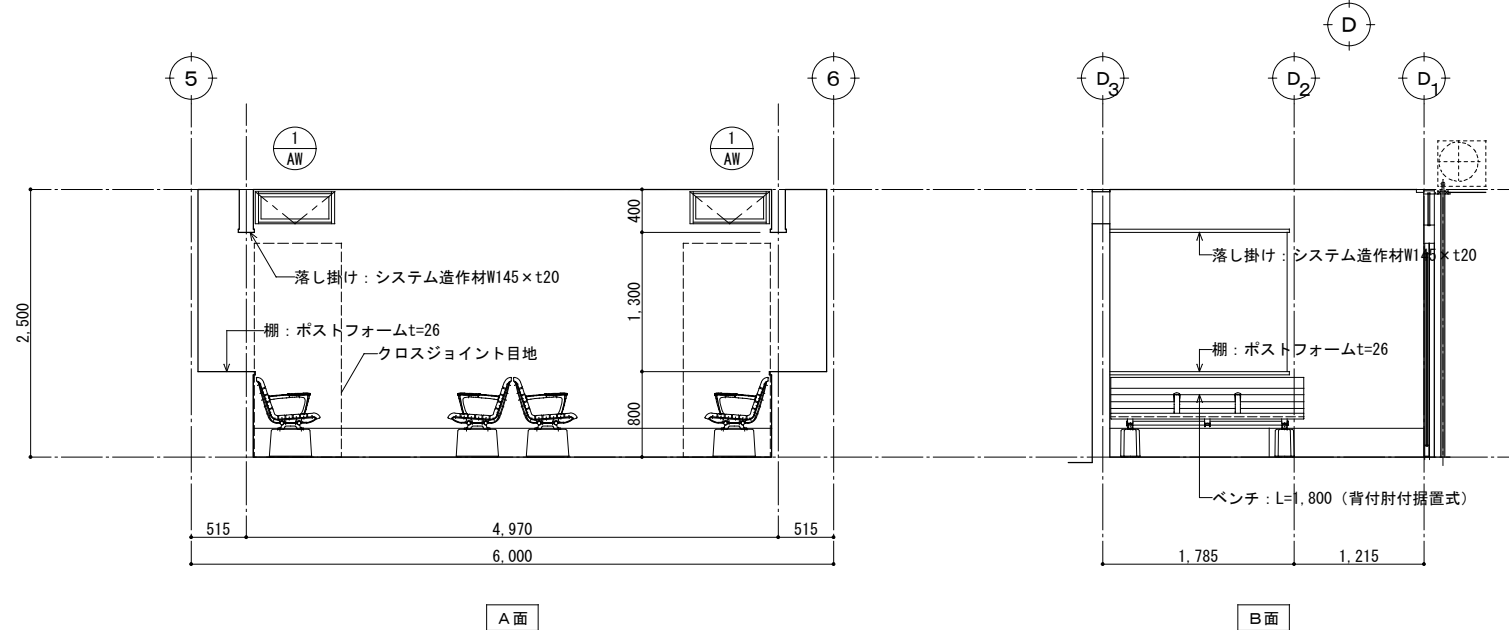 D
5
6
D3
D2
D1
1
AW
1
AW
400
落し掛け：システム造作材W145×t20
落し掛け：システム造作材W145×t20
2,500
1,300
棚：ポストフォームt=26
クロスジョイント目地
棚：ポストフォームt=26
800
ベンチ：L=1,800（背付肘付据置式）
515
4,970
515
6,000
1,785
1,215
A面
B面